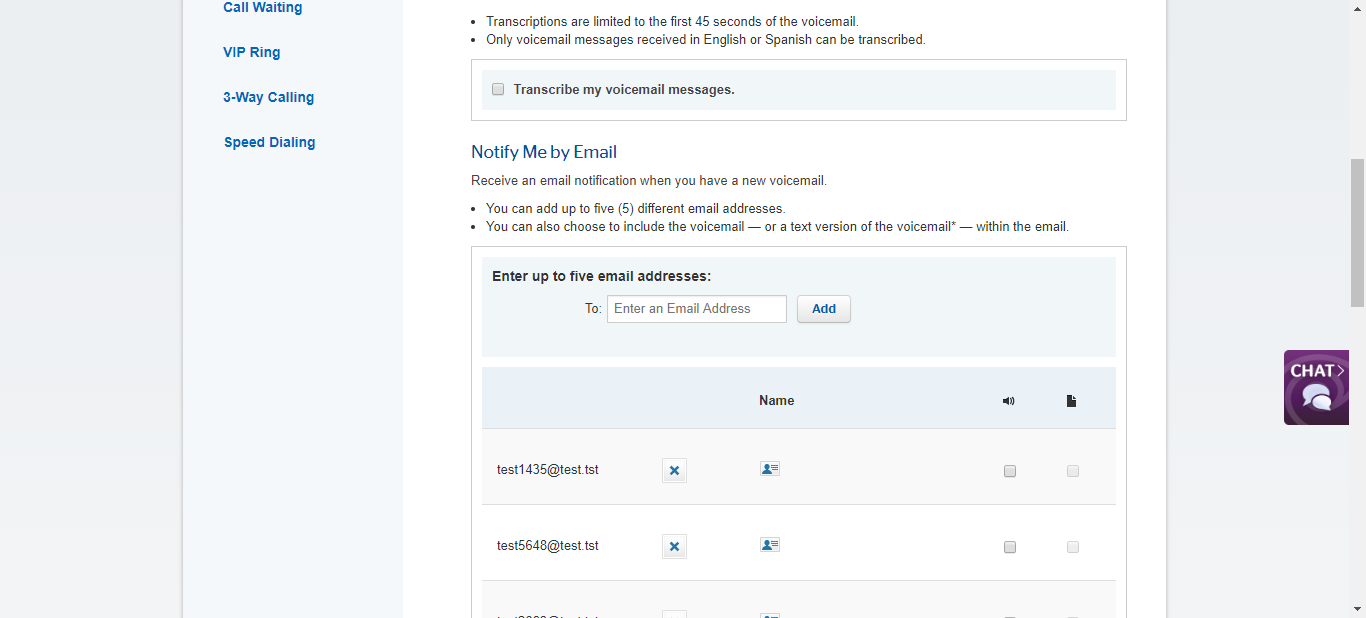 Call Waiting
VIP Ring
3-Way Calling
Speed Dialing
Transcriptions are limited to the first 45 seconds of the voicemail.
Only voicemail messages received in English or Spanish can be transcribed.
Transcribe my voicemail messages.
Notify Me by Email
Receive an email notification when you have a new voicemail.
You can add up to five (5) different email addresses.
You can also choose to include the voicemail — or a text version of the voicemail* — within the email.
Enter up to five email addresses:
To: Enter an Email Address Add
Name
test1435@test.tst
test5648@test.tst
CHAT